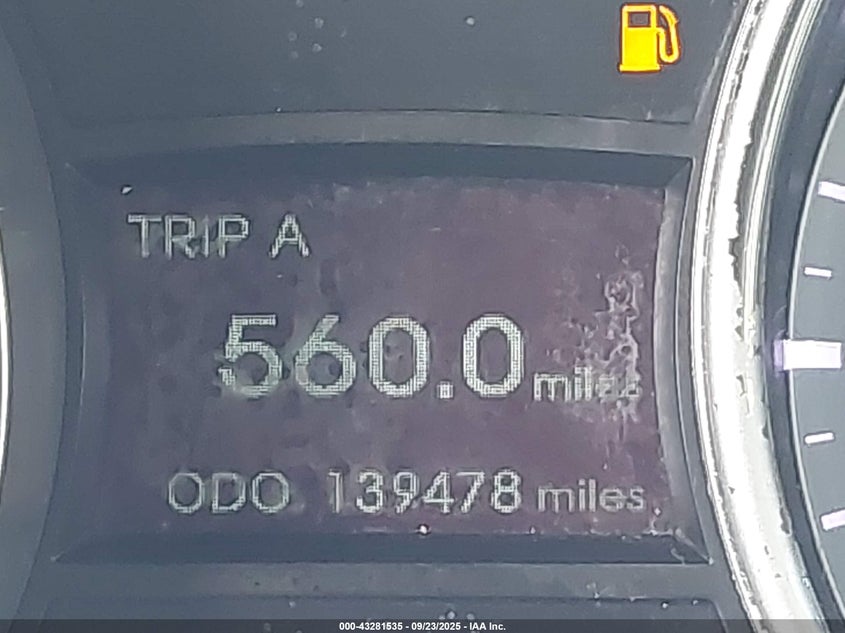 TRIP A
560.0 miles
ODO 139478 miles
000-43281535 - 09/23/2025 - IAA Inc.